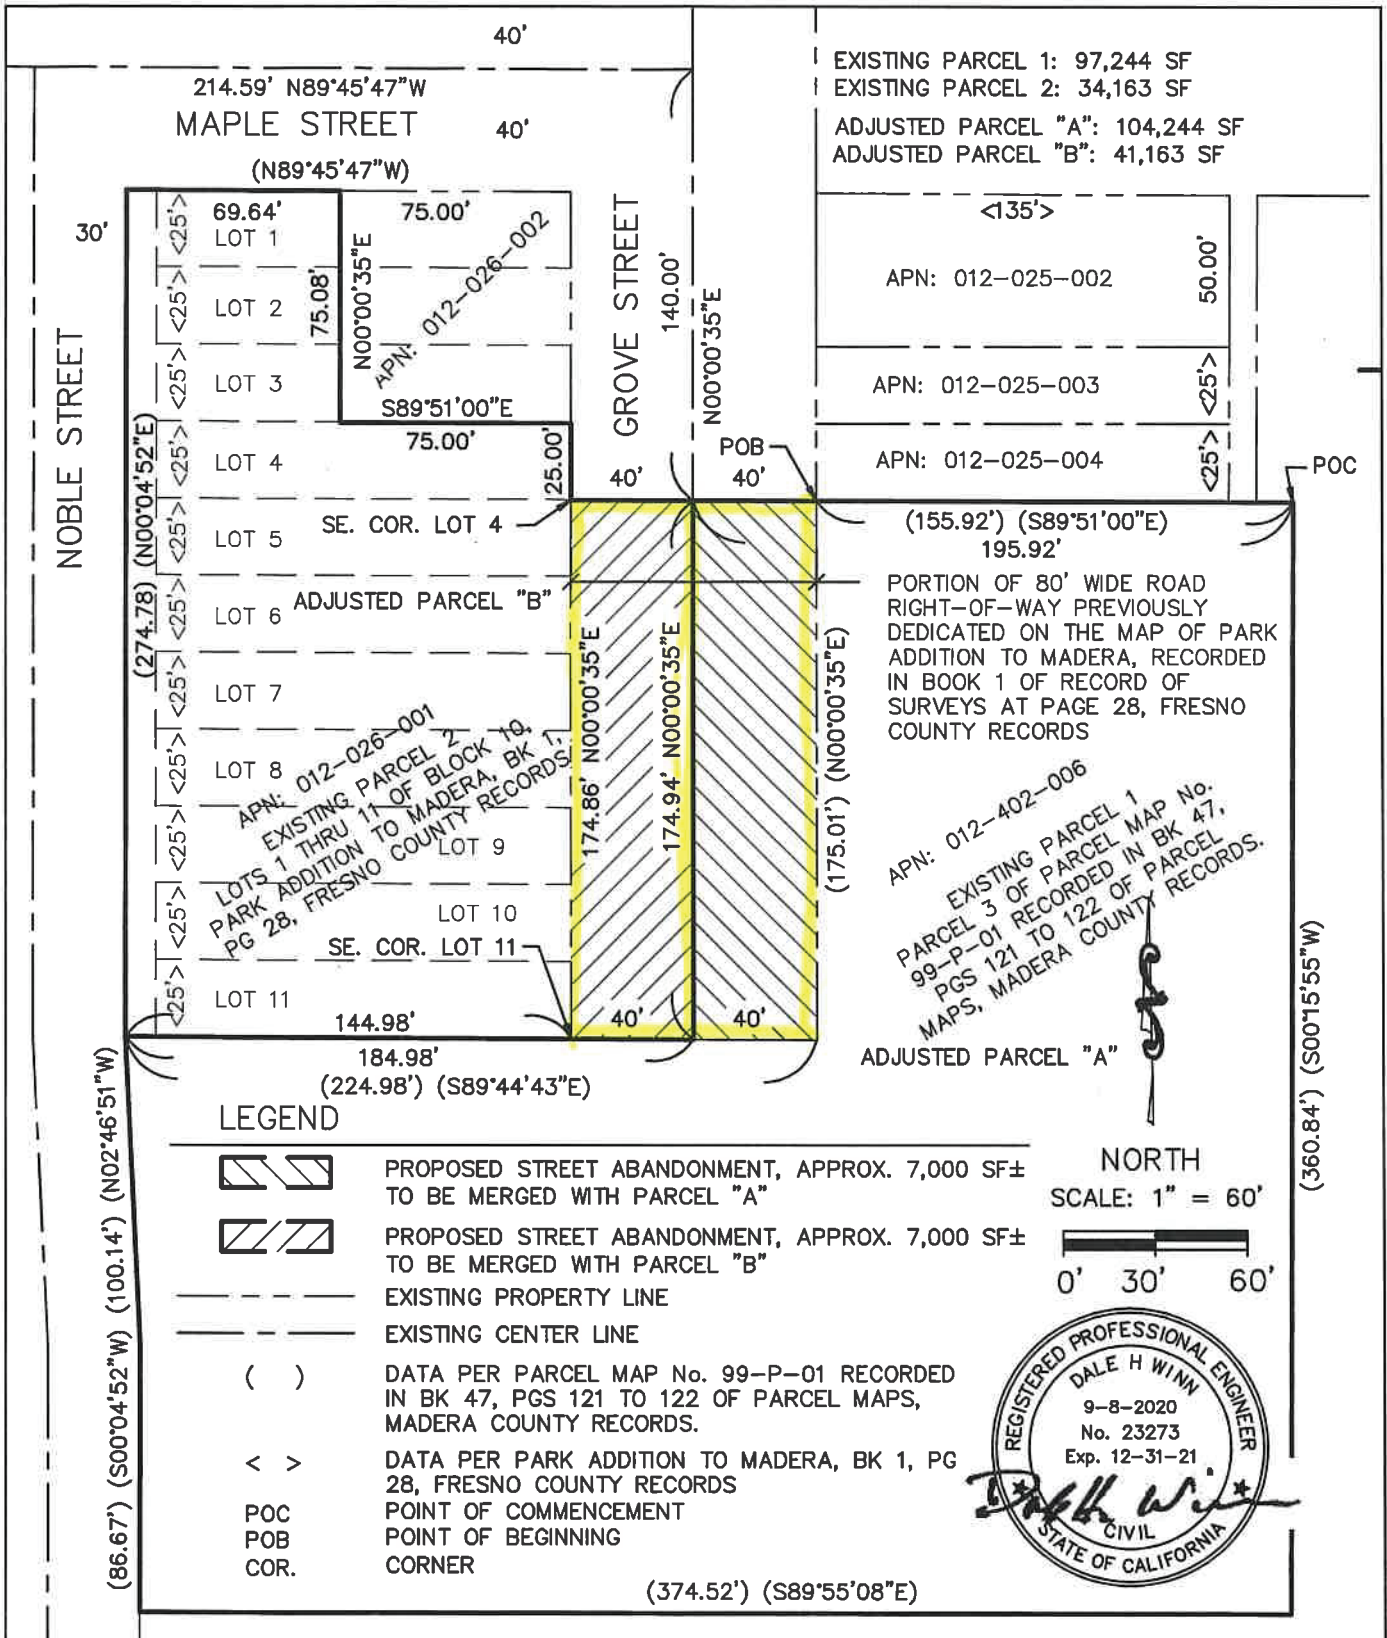 40'
214.59' N89°45'47"W
MAPLE STREET
40'
(N89°45'47"W)
EXISTING PARCEL 1: 97,244 SF
EXISTING PARCEL 2: 34,163 SF
ADJUSTED PARCEL "A": 104,244 SF
ADJUSTED PARCEL "B": 41,163 SF
30'
NOBLE STREET
(274.78) (N00°04'52"E)
<25'>
69.64'
LOT 1
75.00'
<25'>
LOT 2
75.08'
N00°00'35"E
APN: 012-026-002
<25'>
LOT 3
S89°51'00"E
<25'>
LOT 4
75.00'
25.00'
GROVE STREET
140.00'
N00°00'35"E
<135'>
APN: 012-025-002
50.00'
APN: 012-025-003
<25'>
APN: 012-025-004
<25'>
POB
POC
40'
40'
<25'>
LOT 5
SE. COR. LOT 4
(155.92') (S89°51'00"E)
195.92'
<25'>
LOT 6
ADJUSTED PARCEL "B"
PORTION OF 80' WIDE ROAD
RIGHT-OF-WAY PREVIOUSLY
DEDICATED ON THE MAP OF PARK
ADDITION TO MADERA, RECORDED
IN BOOK 1 OF RECORD OF
SURVEYS AT PAGE 28, FRESNO
COUNTY RECORDS
<25'>
LOT 7
<25'>
LOT 8
APN: 012-026-001
EXISTING PARCEL 2
LOTS 1 THRU 11 OF BLOCK 10,
PARK ADDITION TO MADERA, BK 1,
PG 28, FRESNO COUNTY RECORDS
<25'>
LOT 9
<25'>
LOT 10
SE. COR. LOT 11
<25'>
LOT 11
174.86' N00°00'35"E
174.94' N00°00'35"E
(175.01') (N00°00'35"E)
APN: 012-402-006
EXISTING PARCEL 1
PARCEL 3 OF PARCEL MAP No.
99-P-01 RECORDED IN BK 47,
PGS 121 TO 122 OF PARCEL
MAPS, MADERA COUNTY RECORDS.
144.98'
40'
40'
184.98'
(224.98') (S89°44'43"E)
ADJUSTED PARCEL "A"
(360.84') (S00°15'55"W)
(86.67') (S00°04'52"W) (100.14') (N02°46'51"W)
LEGEND
PROPOSED STREET ABANDONMENT, APPROX. 7,000 SF±
TO BE MERGED WITH PARCEL "A"
PROPOSED STREET ABANDONMENT, APPROX. 7,000 SF±
TO BE MERGED WITH PARCEL "B"
EXISTING PROPERTY LINE
EXISTING CENTER LINE
( ) DATA PER PARCEL MAP No. 99-P-01 RECORDED
IN BK 47, PGS 121 TO 122 OF PARCEL MAPS,
MADERA COUNTY RECORDS.
< > DATA PER PARK ADDITION TO MADERA, BK 1, PG
28, FRESNO COUNTY RECORDS
POC POINT OF COMMENCEMENT
POB POINT OF BEGINNING
COR. CORNER
NORTH
SCALE: 1" = 60'
0' 30' 60'
REGISTERED PROFESSIONAL ENGINEER
DALE H WINN
9-8-2020
No. 23273
Exp. 12-31-21
CIVIL
STATE OF CALIFORNIA
(374.52') (S89°55'08"E)